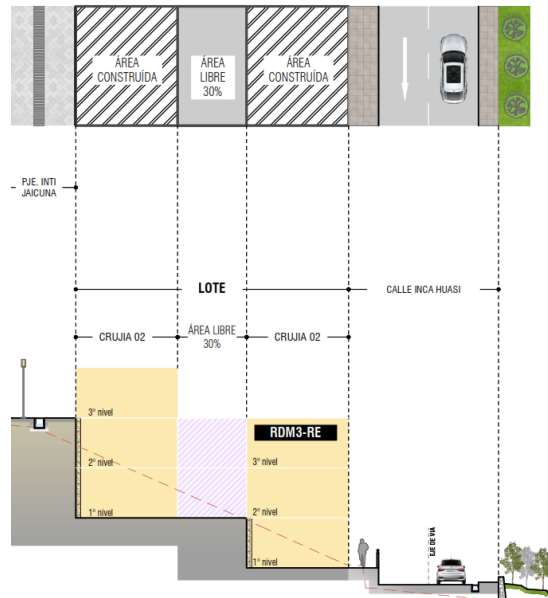 ÁREA
CONSTRUÍDA
ÁREA
LIBRE
30%
ÁREA
CONSTRUÍDA
PJE. INTI
JAICUNA
LOTE
CALLE INCA HUASI
CRUJIA 02
ÁREA LIBRE
30%
CRUJIA 02
3° nivel
RDM3-RE
2° nivel
3° nivel
1° nivel
2° nivel
1° nivel
EJE DE VIÁ